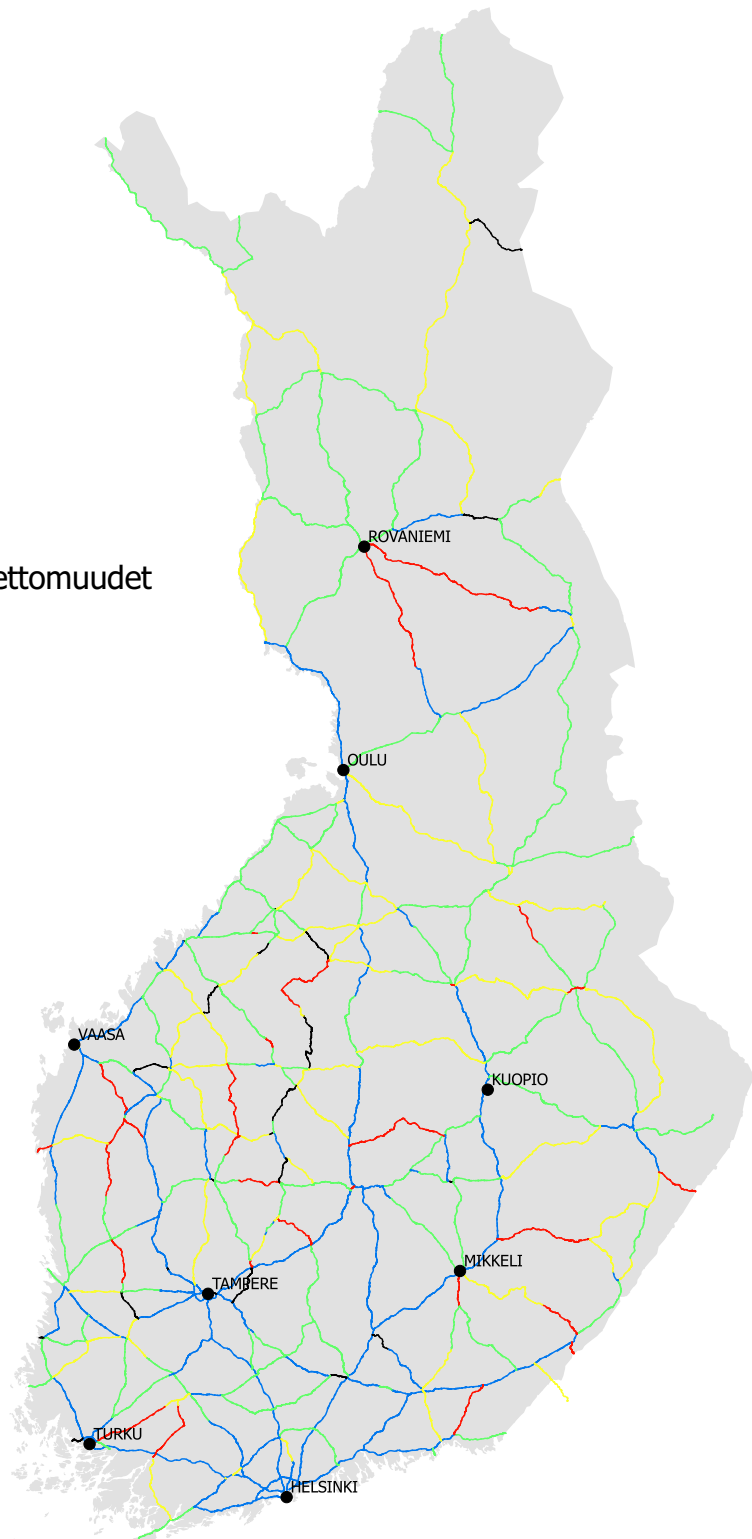 ROVANIEMI
ettomuudet
OULU
VAASA
KUOPIO
MIKKELI
TAMPERE
TURKU
HELSINKI